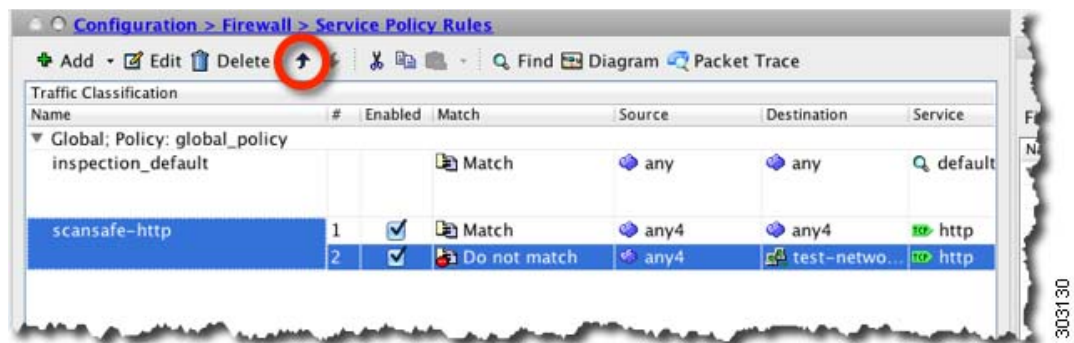 Configuration > Firewall > Service Policy Rules
Add Edit Delete Find Diagram Packet Trace
Traffic Classification
Name # Enabled Match Source Destination Service
Global; Policy: global_policy
inspection_default Match any any default
scansafe-http 1 Match any4 any4 TCP http
2 Do not match any4 test-netwo... TCP http
303130